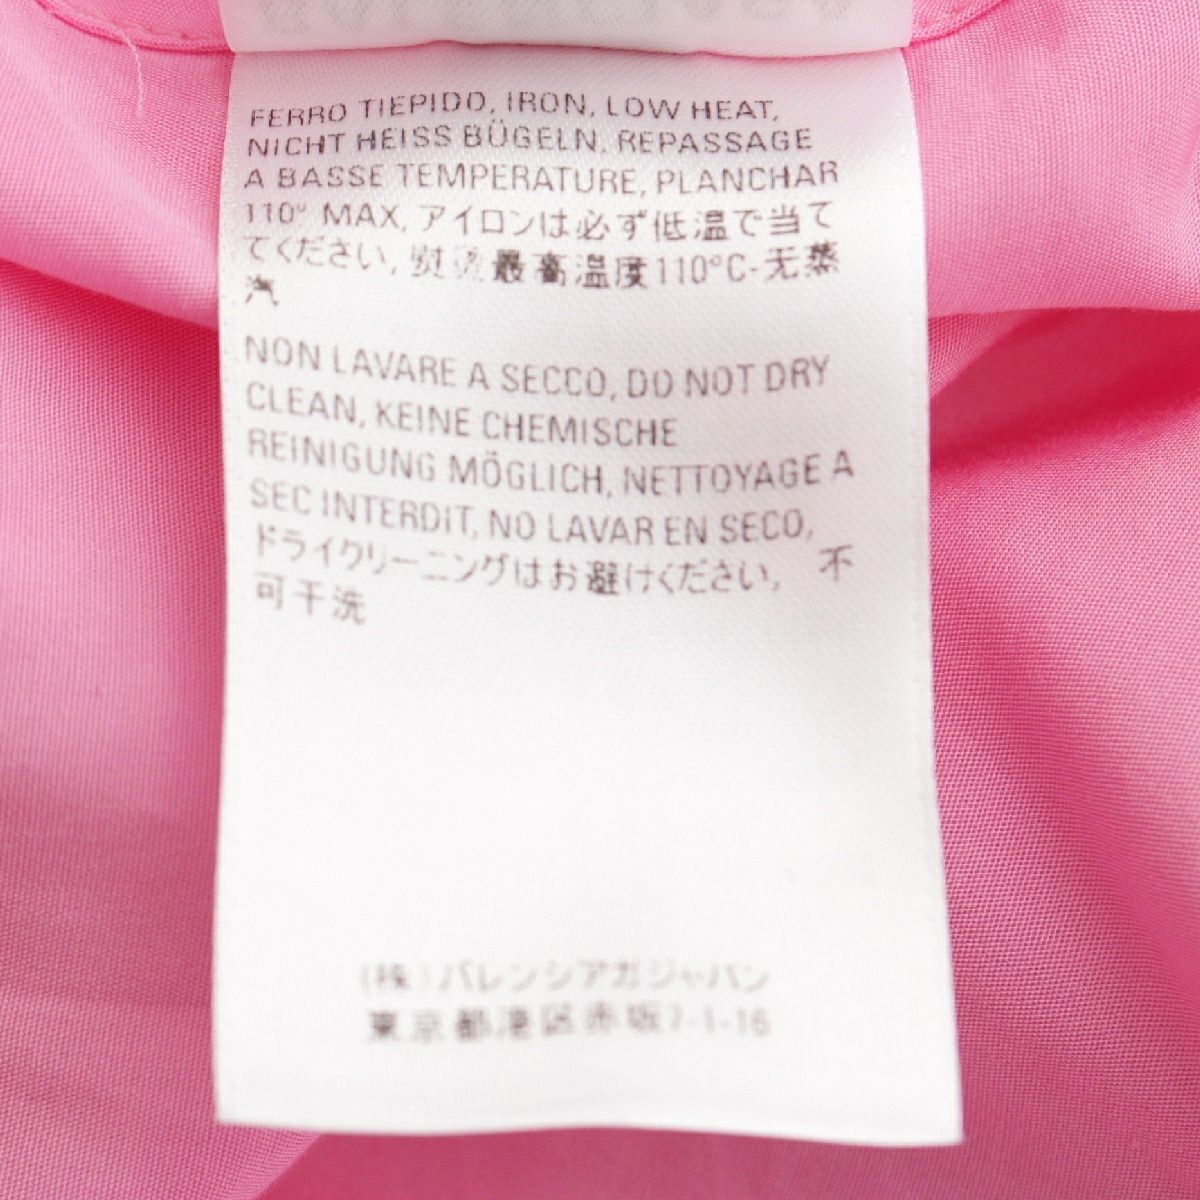 FERRO TIEPIDO, IRON, LOW HEAT,
NICHT HEISS BÜGELN, REPASSAGE
A BASSE TEMPERATURE, PLANCHAR
110° MAX, アイロンは必ず低温で当て
てください, 熨烫最高温度110°C-无蒸
汽
NON LAVARE A SECCO, DO NOT DRY
CLEAN, KEINE CHEMISCHE
REINIGUNG MÖGLICH, NETTOYAGE A
SEC INTERDIT, NO LAVAR EN SECO,
ドライクリーニングはお避けください, 不
可干洗
(株)バレンシアガジャパン
東京都港区赤坂7-1-16